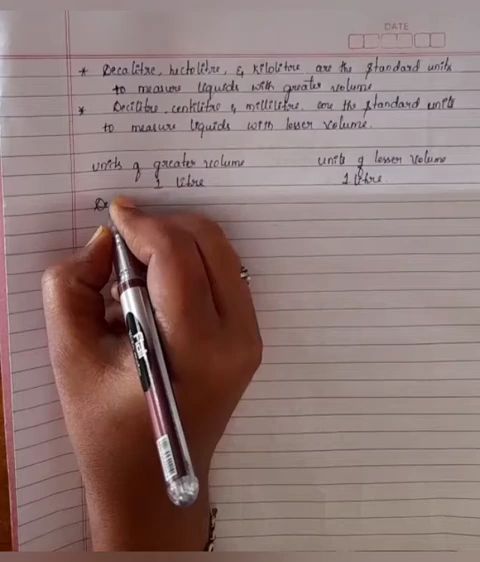 DATE
* Decalitre, hectolitre, & kilolitre are the standard units
to measure liquids with greater volume
* Decilitre, centilitre & millilitre, are the standard units
to measure liquids with lesser volume.
units of greater volume units of lesser volume
1 litre 1 litre.
De